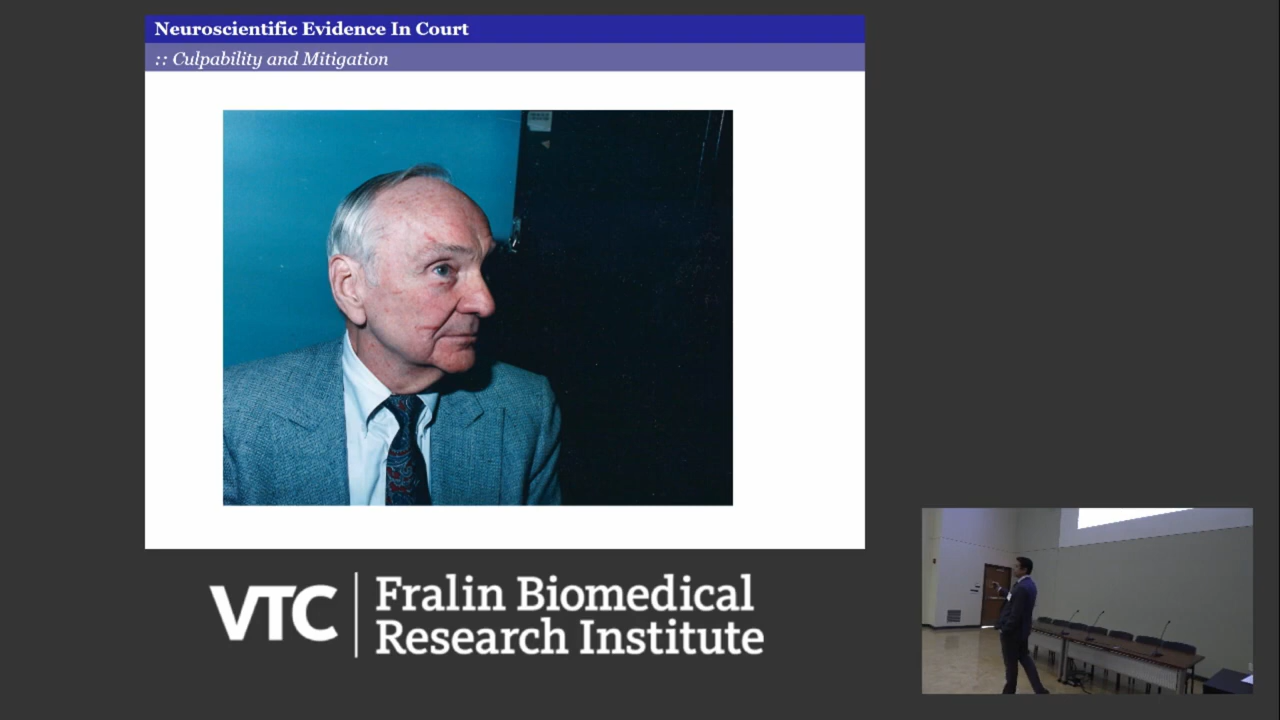 Neuroscientific Evidence In Court
:: Culpability and Mitigation
VTC
Fralin Biomedical
Research Institute